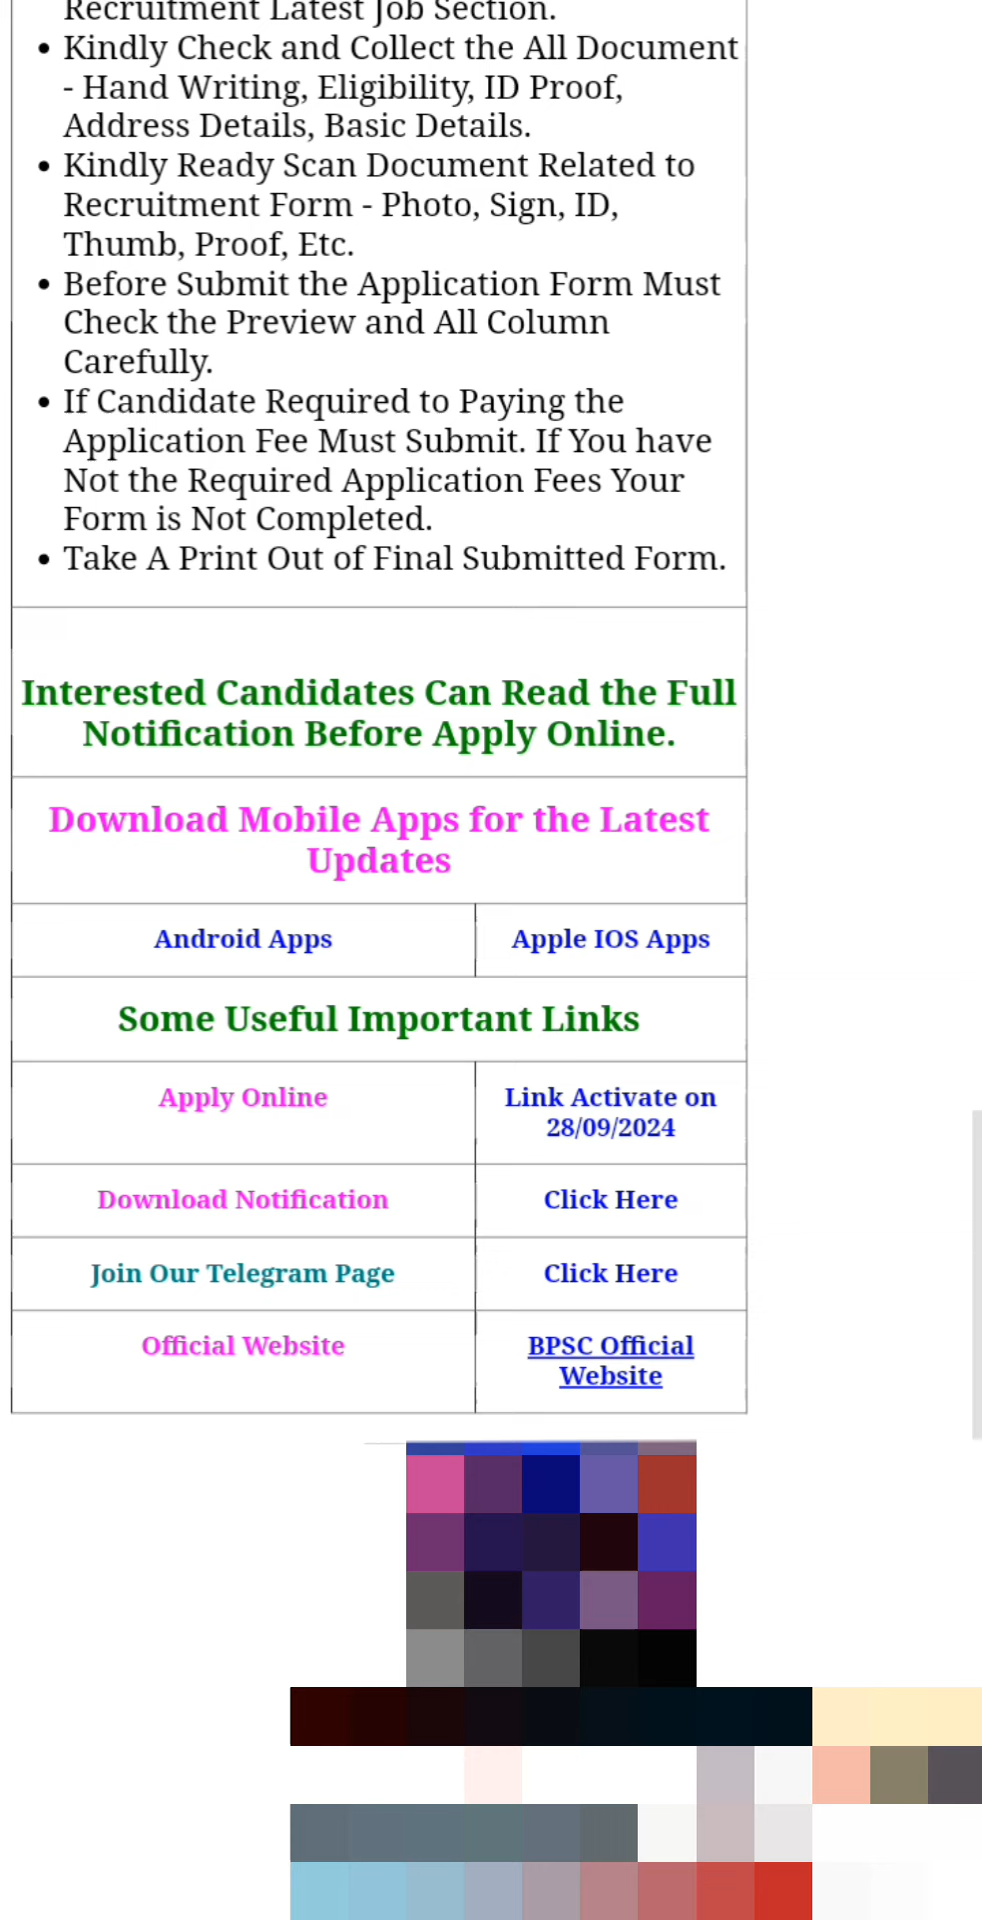 Recruitment Latest Job Section.
• Kindly Check and Collect the All Document
- Hand Writing, Eligibility, ID Proof,
Address Details, Basic Details.
• Kindly Ready Scan Document Related to
Recruitment Form - Photo, Sign, ID,
Thumb, Proof, Etc.
• Before Submit the Application Form Must
Check the Preview and All Column
Carefully.
• If Candidate Required to Paying the
Application Fee Must Submit. If You have
Not the Required Application Fees Your
Form is Not Completed.
• Take A Print Out of Final Submitted Form.
Interested Candidates Can Read the Full
Notification Before Apply Online.
Download Mobile Apps for the Latest
Updates
Android Apps
Apple IOS Apps
Some Useful Important Links
Apply Online
Link Activate on
28/09/2024
Download Notification
Click Here
Join Our Telegram Page
Click Here
Official Website
BPSC Official
Website